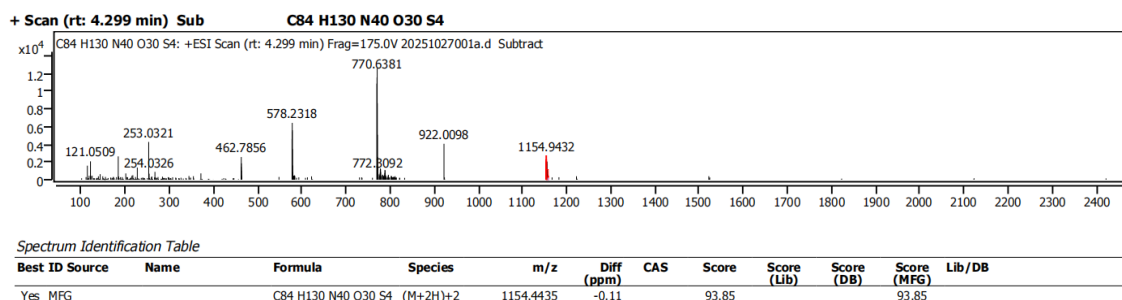 + Scan (rt: 4.299 min) Sub C84 H130 N40 O30 S4
x10^4 C84 H130 N40 O30 S4: +ESI Scan (rt: 4.299 min) Frag=175.0V 20251027001a.d Subtract
770.6381
1.2
1
0.8 578.2318
0.6 253.0321 922.0098
0.4 121.0509 462.7856 1154.9432
0.2 254.0326 772.3092
0
100 200 300 400 500 600 700 800 900 1000 1100 1200 1300 1400 1500 1600 1700 1800 1900 2000 2100 2200 2300 2400
Spectrum Identification Table
Best ID Source Name Formula Species m/z Diff (ppm) CAS Score Score (Lib) Score (DB) Score (MFG) Lib/DB
Yes MFG C84 H130 N40 O30 S4 (M+2H)+2 1154.4435 -0.11 93.85 93.85